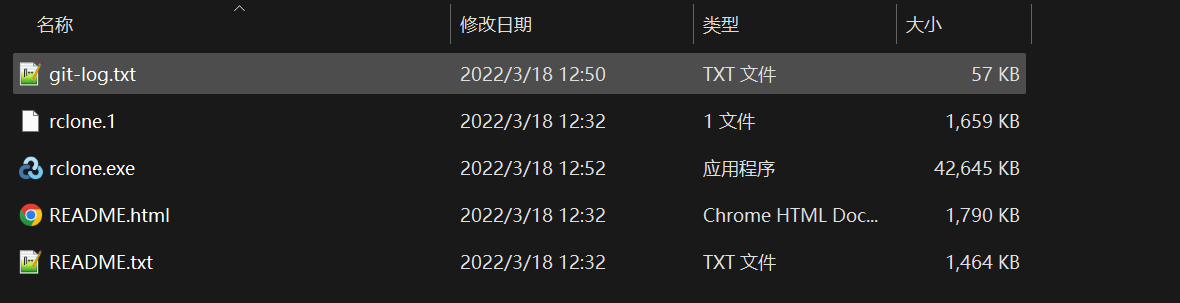 名称 修改日期 类型 大小
git-log.txt 2022/3/18 12:50 TXT 文件 57 KB
rclone.1 2022/3/18 12:32 1 文件 1,659 KB
rclone.exe 2022/3/18 12:52 应用程序 42,645 KB
README.html 2022/3/18 12:32 Chrome HTML Doc... 1,790 KB
README.txt 2022/3/18 12:32 TXT 文件 1,464 KB